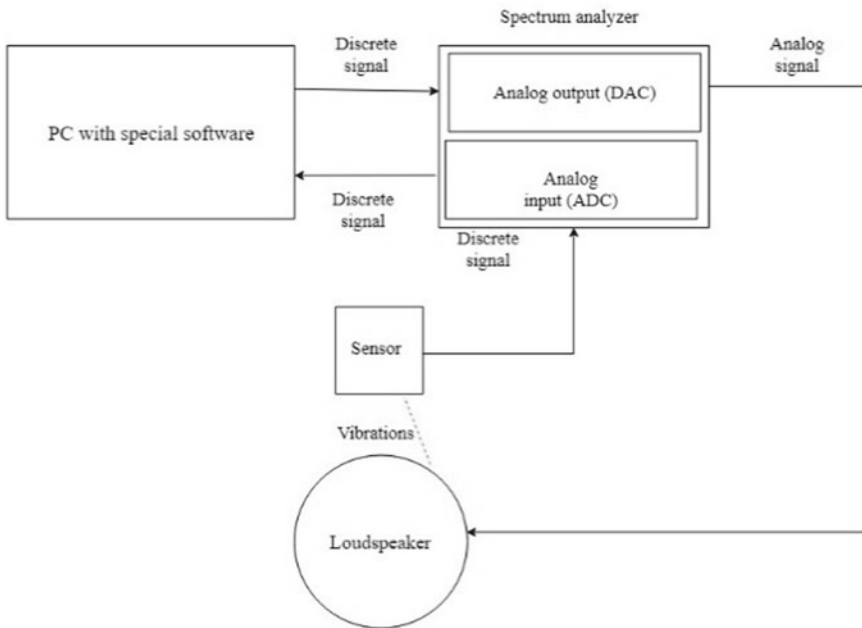 Spectrum analyzer
Discrete
signal
Analog
signal
Analog output (DAC)
PC with special software
Analog
input (ADC)
Discrete
signal
Discrete
signal
Sensor
Vibrations
Loudspeaker